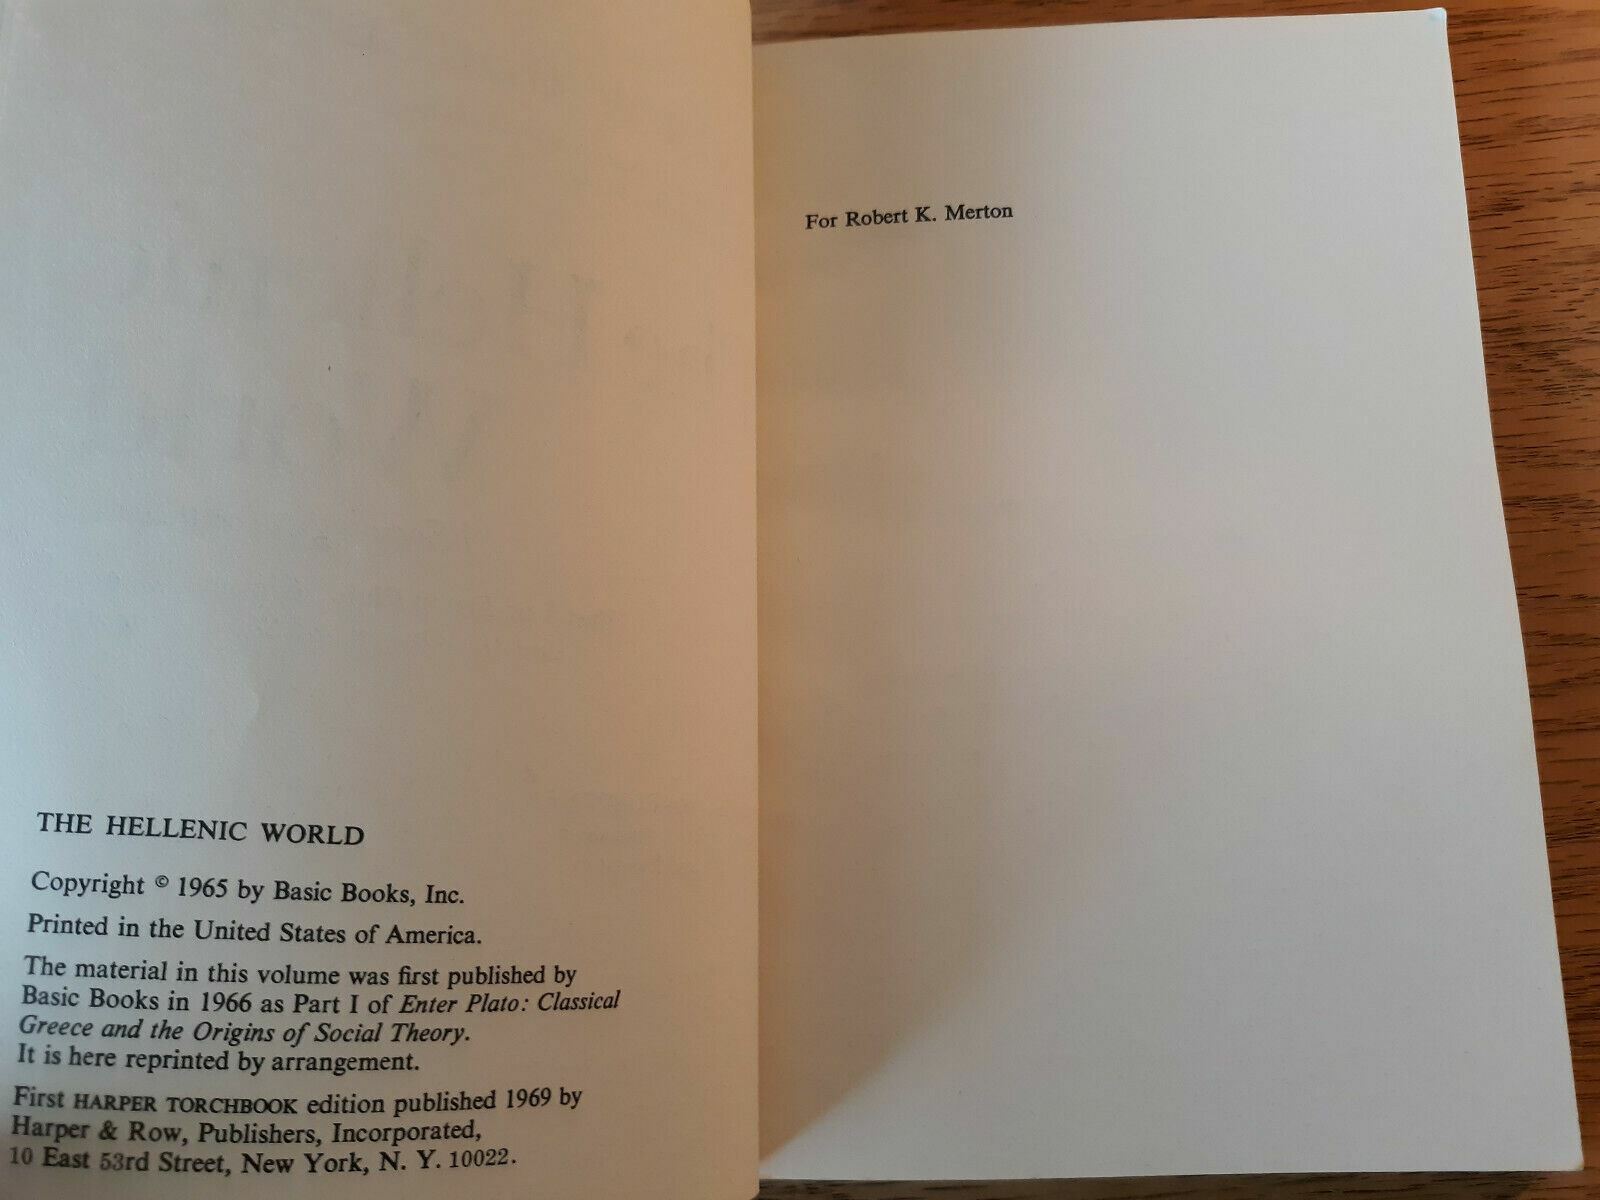 THE HELLENIC WORLD
Copyright © 1965 by Basic Books, Inc.
Printed in the United States of America.
The material in this volume was first published by
Basic Books in 1966 as Part I of Enter Plato: Classical
Greece and the Origins of Social Theory.
It is here reprinted by arrangement.
First HARPER TORCHBOOK edition published 1969 by
Harper & Row, Publishers, Incorporated,
10 East 53rd Street, New York, N. Y. 10022.
For Robert K. Merton